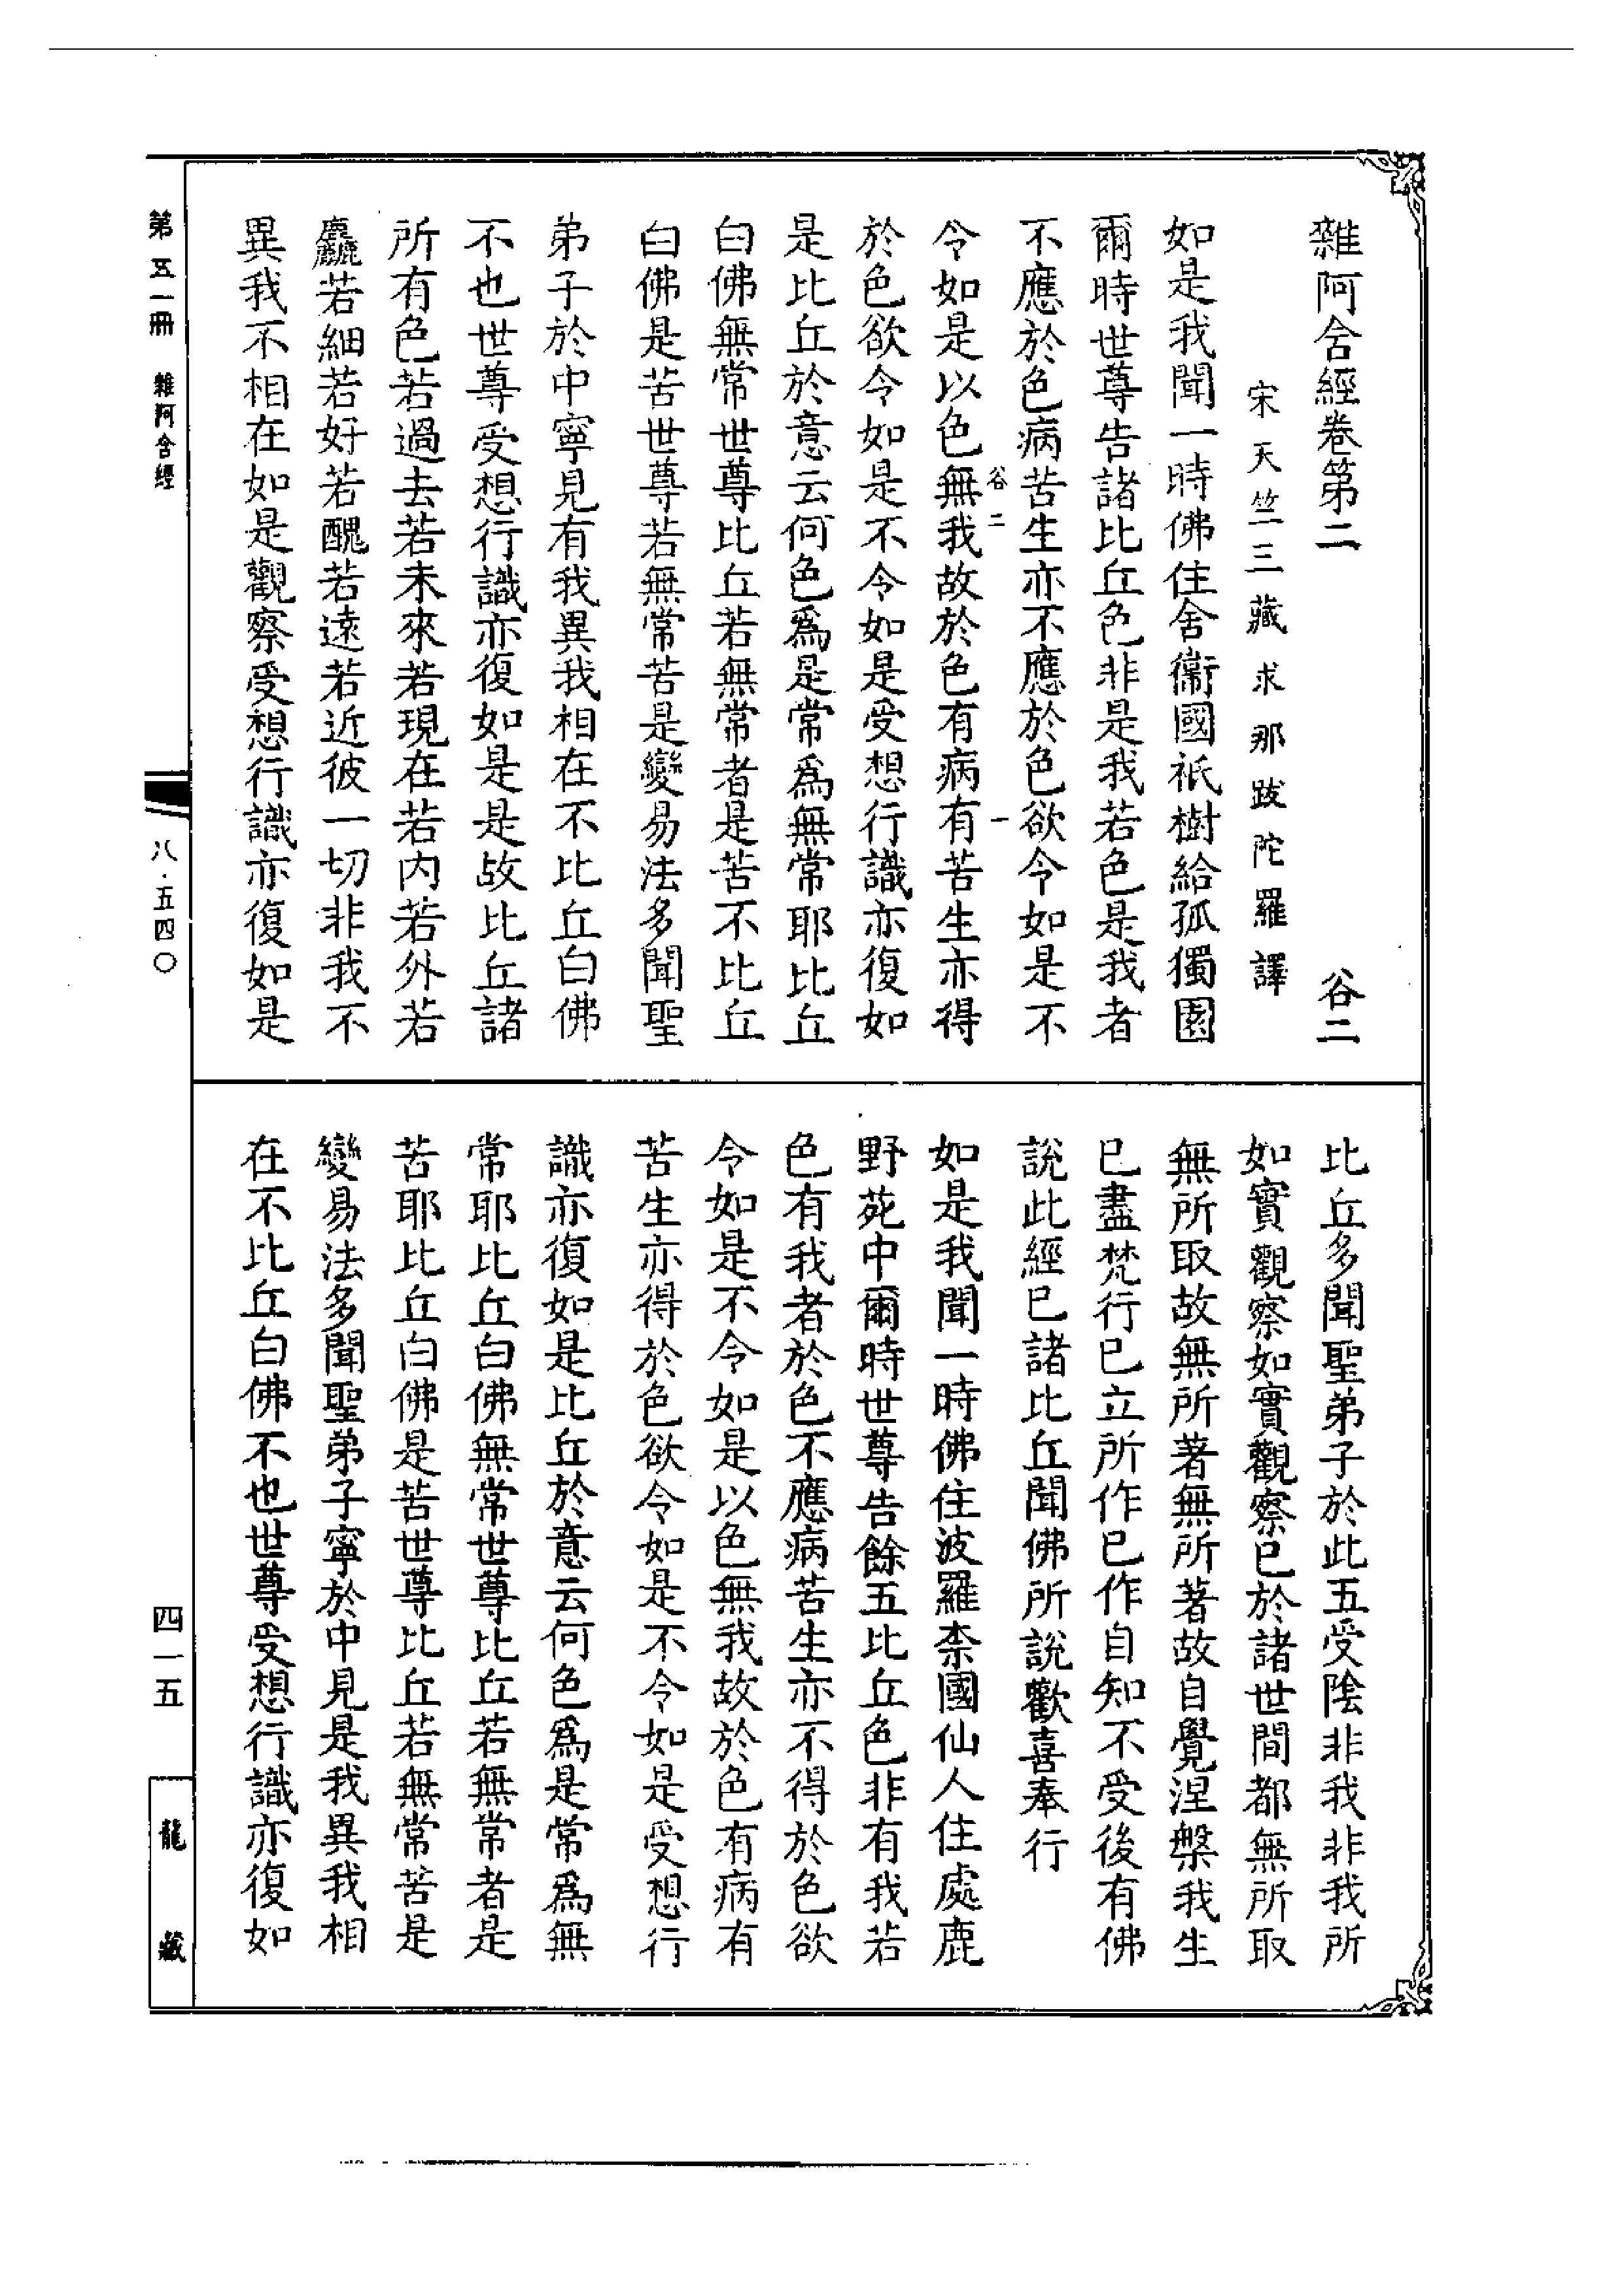 雜阿含經卷第二 谷二
宋天竺三藏求那跋陀羅譯
如是我聞一時佛住舍衞國祇樹給孤獨園
爾時世尊告諸比丘色非是我若色是我者
不應於色病苦生亦不應於色欲令如是不
谷二 一
令如是以色無我故於色有病有苦生亦得
於色欲令如是不令如是受想行識亦復如
是比丘於意云何色爲是常爲無常耶比丘
白佛無常世尊比丘若無常者是苦不比丘
白佛是苦世尊若無常苦是變易法多聞聖
弟子於中寧見有我異我相在不比丘白佛
不也世尊受想行識亦復如是是故比丘諸
所有色若過去若未來若現在若内若外若
麤若細若好若醜若遠若近彼一切非我不
異我不相在如是觀察受想行識亦復如是
比丘多聞聖弟子於此五受陰非我非我所
如實觀察如實觀察已於諸世間都無所取
無所取故無所著無所著故自覺涅槃我生
已盡梵行已立所作已作自知不受後有佛
說此經已諸比丘聞佛所說歡喜奉行
如是我聞一時佛住波羅柰國仙人住處鹿
野苑中爾時世尊告餘五比丘色非有我若
色有我者於色不應病苦生亦不得於色欲
令如是不令如是以色無我故於色有病有
苦生亦得於色欲令如是不令如是受想行
識亦復如是比丘於意云何色爲是常爲無
常耶比丘白佛無常世尊比丘若無常者是
苦耶比丘白佛是苦世尊比丘若無常苦是
變易法多聞聖弟子寧於中見是我異我相
在不比丘白佛不也世尊受想行識亦復如
第五一冊 雜阿含經
八·五四〇
四一五
龍藏